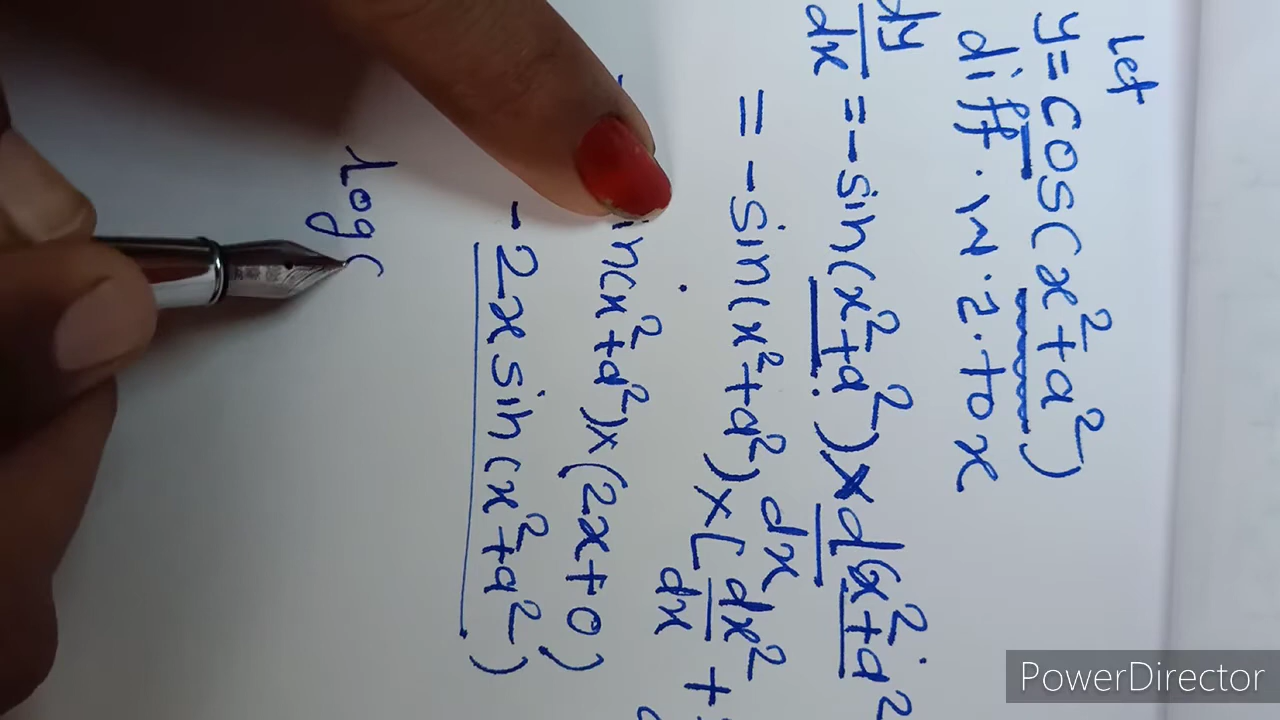 Let
y = cos(x²+a²)
diff. w. r. to x
dy/dx = -sin(x²+a²) × d(x²+a²
dx
= -sin(x²+a²) × [dx²/dx +
in(x²+a²) × (2x+0)
-2x sin(x²+a²)
log(
PowerDirector